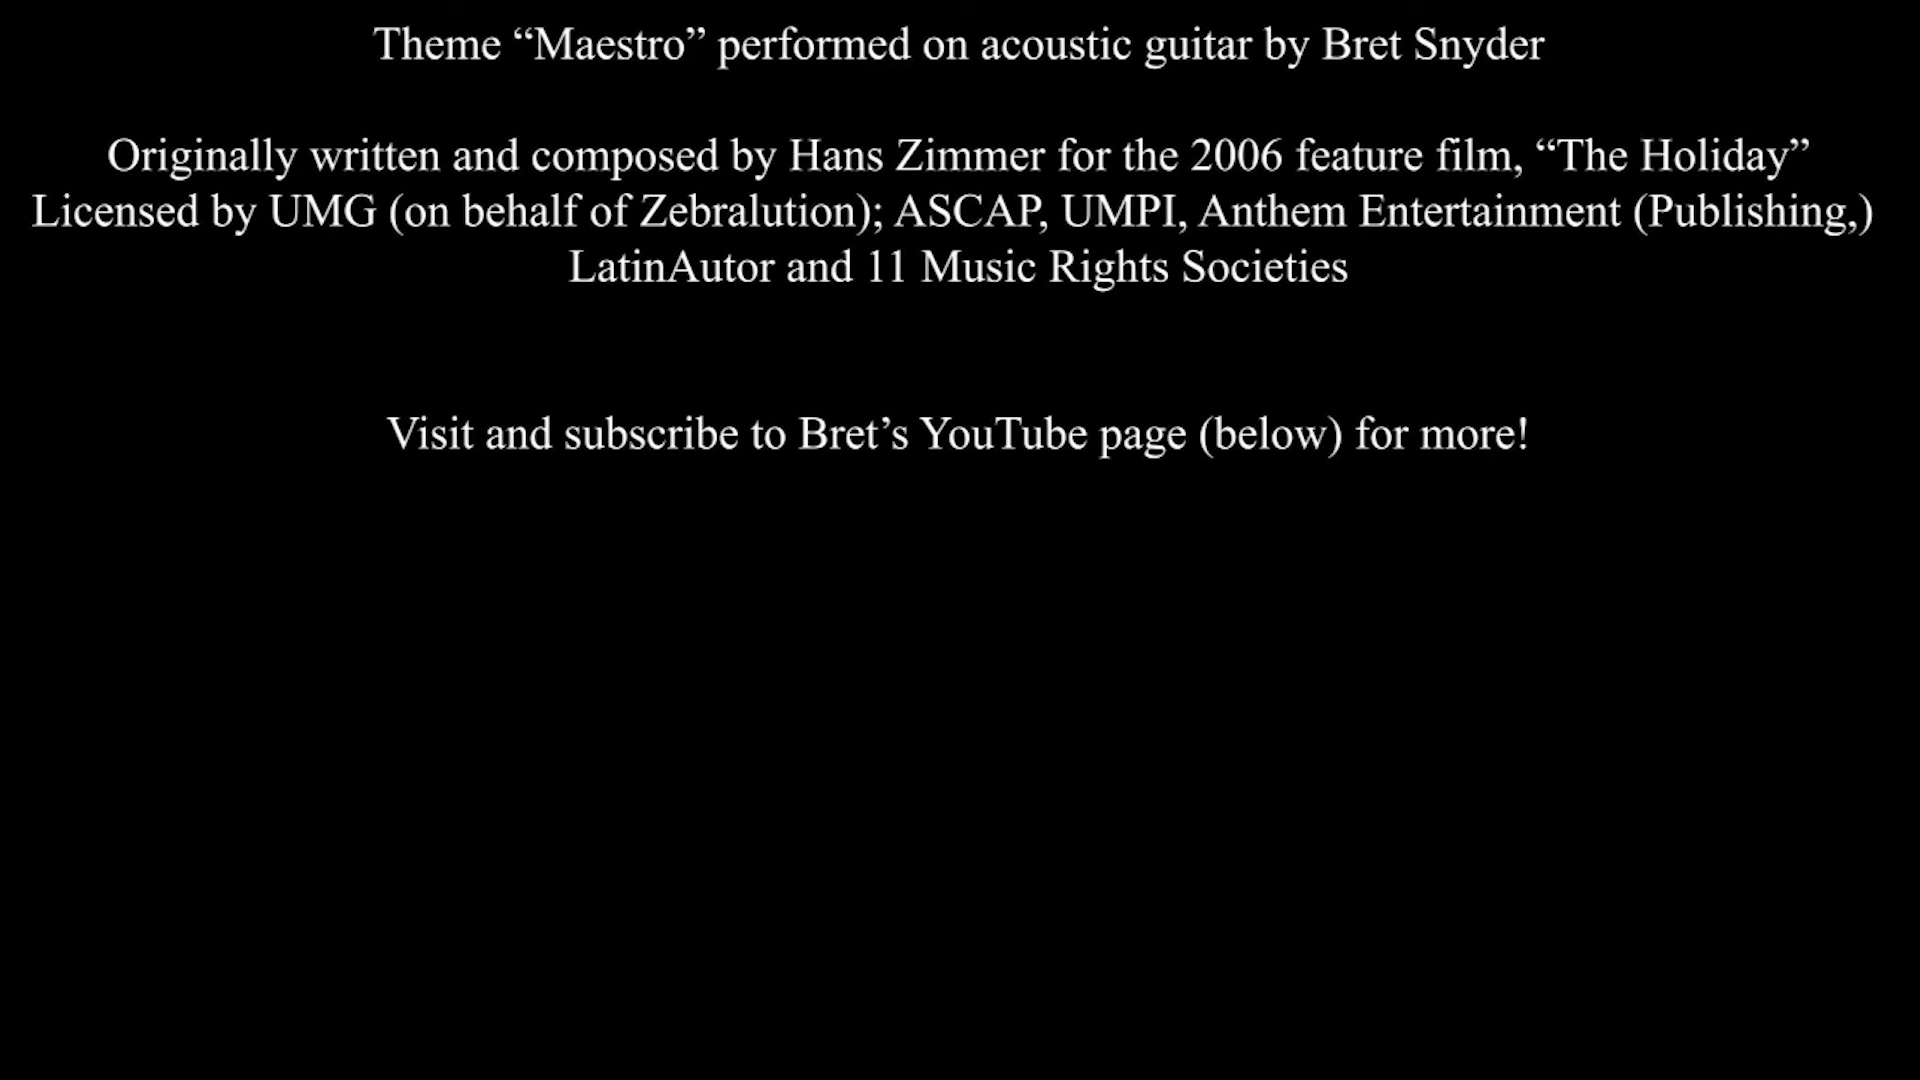 Theme “Maestro” performed on acoustic guitar by Bret Snyder
Originally written and composed by Hans Zimmer for the 2006 feature film, “The Holiday”
Licensed by UMG (on behalf of Zebralution); ASCAP, UMPI, Anthem Entertainment (Publishing,)
LatinAutor and 11 Music Rights Societies
Visit and subscribe to Bret’s YouTube page (below) for more!